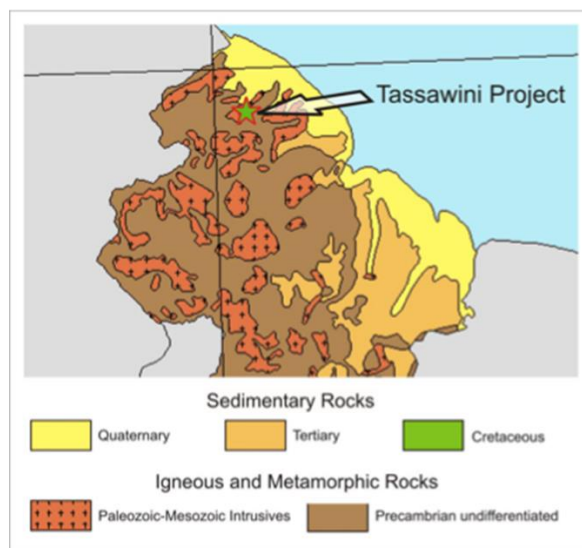 Tassawini Project
Sedimentary Rocks
Quaternary Tertiary Cretaceous
Igneous and Metamorphic Rocks
Paleozoic-Mesozoic Intrusives Precambrian undifferentiated